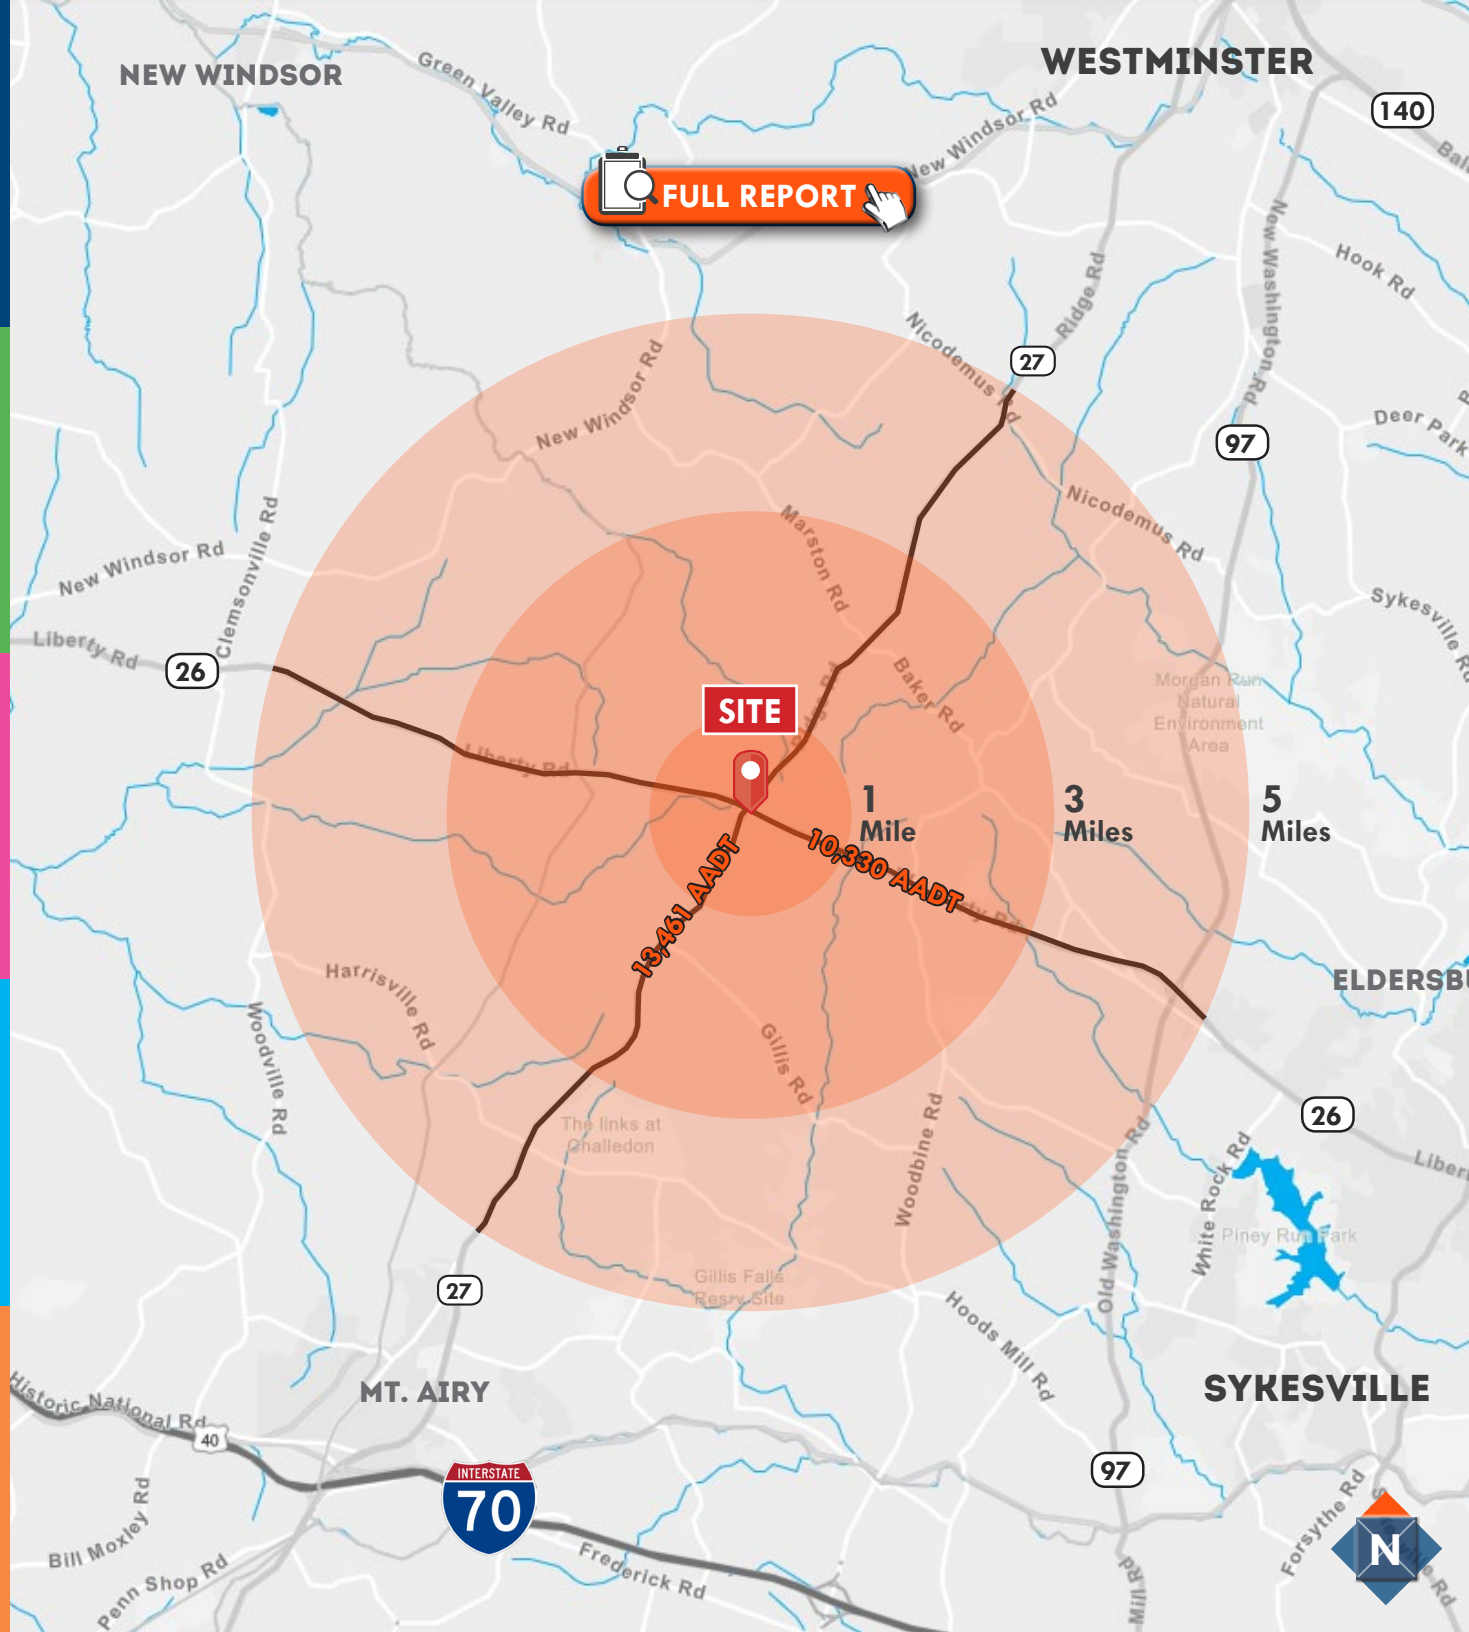 NEW WINDSOR
Green Valley Rd
WESTMINSTER
140
New Windsor Rd
FULL REPORT
New Washington Rd
Hook Rd
Ridge Rd
Nicodemus Rd
27
New Windsor Rd
Deer Park
97
Nicodemus Rd
Marston Rd
Clemsonville Rd
New Windsor Rd
Sykesville Rd
Liberty Rd
26
Baker Rd
Ridge Rd
Morgan Run
Natural
Environment
Area
SITE
Liberty Rd
1
Mile
3
Miles
5
Miles
10,330 AADT
13,461 AADT
Harrisville Rd
ELDERSBU
Woodville Rd
Gillis Rd
The links at
Challedon
Woodbine Rd
Old Washington Rd
White Rock Rd
26
Liber
Piney Run Park
Gillis Falls
Resrv Site
27
Hoods Mill Rd
MT. AIRY
SYKESVILLE
Historic National Rd
40
INTERSTATE
70
97
Bill Moxley Rd
Penn Shop Rd
Frederick Rd
Forsythe Rd
Mill Rd
N